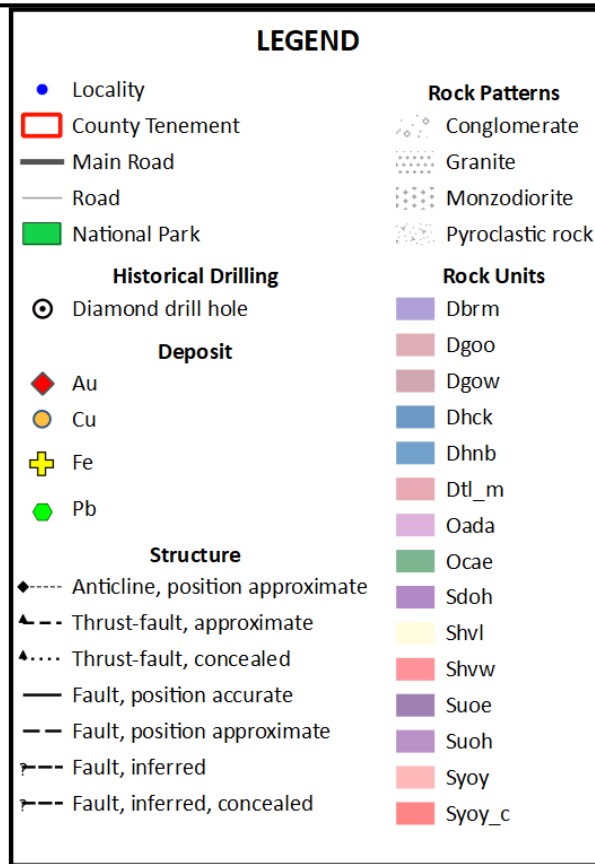 LEGEND
Locality
County Tenement
Main Road
Road
National Park
Historical Drilling
Diamond drill hole
Deposit
Au
Cu
Fe
Pb
Structure
Anticline, position approximate
Thrust-fault, approximate
Thrust-fault, concealed
Fault, position accurate
Fault, position approximate
? Fault, inferred
? Fault, inferred, concealed
Rock Patterns
Conglomerate
Granite
Monzodiorite
Pyroclastic rock
Rock Units
Dbrm
Dgoo
Dgow
Dhck
Dhnb
Dtl_m
Oada
Ocae
Sdoh
Shvl
Shvw
Suoe
Suoh
Syoy
Syoy_c